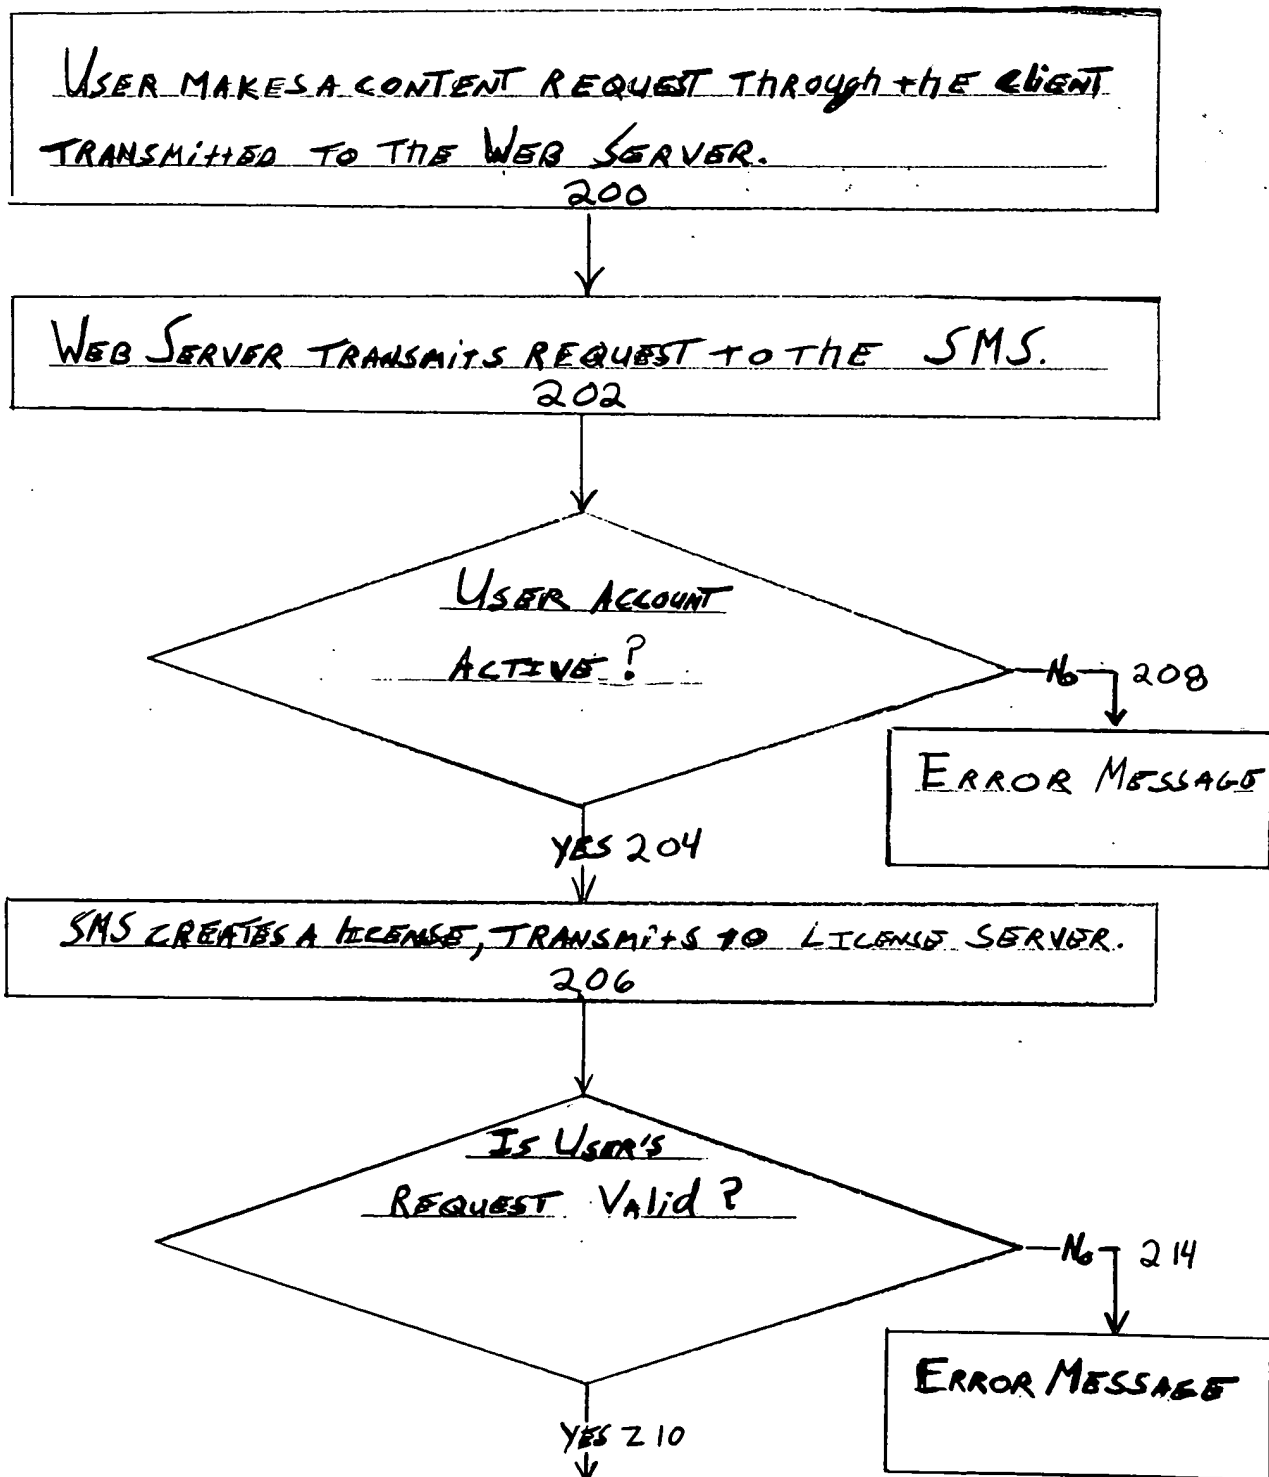 USER MAKES A CONTENT REQUEST THROUGH THE CLIENT
TRANSMITTED TO THE WEB SERVER.
200
WEB SERVER TRANSMITS REQUEST TO THE SMS.
202
USER ACCOUNT
ACTIVE?
No 208
ERROR MESSAGE
YES 204
SMS CREATES A LICENSE, TRANSMITS TO LICENSE SERVER.
206
IS USER'S
REQUEST VALID?
No 214
ERROR MESSAGE
YES 210